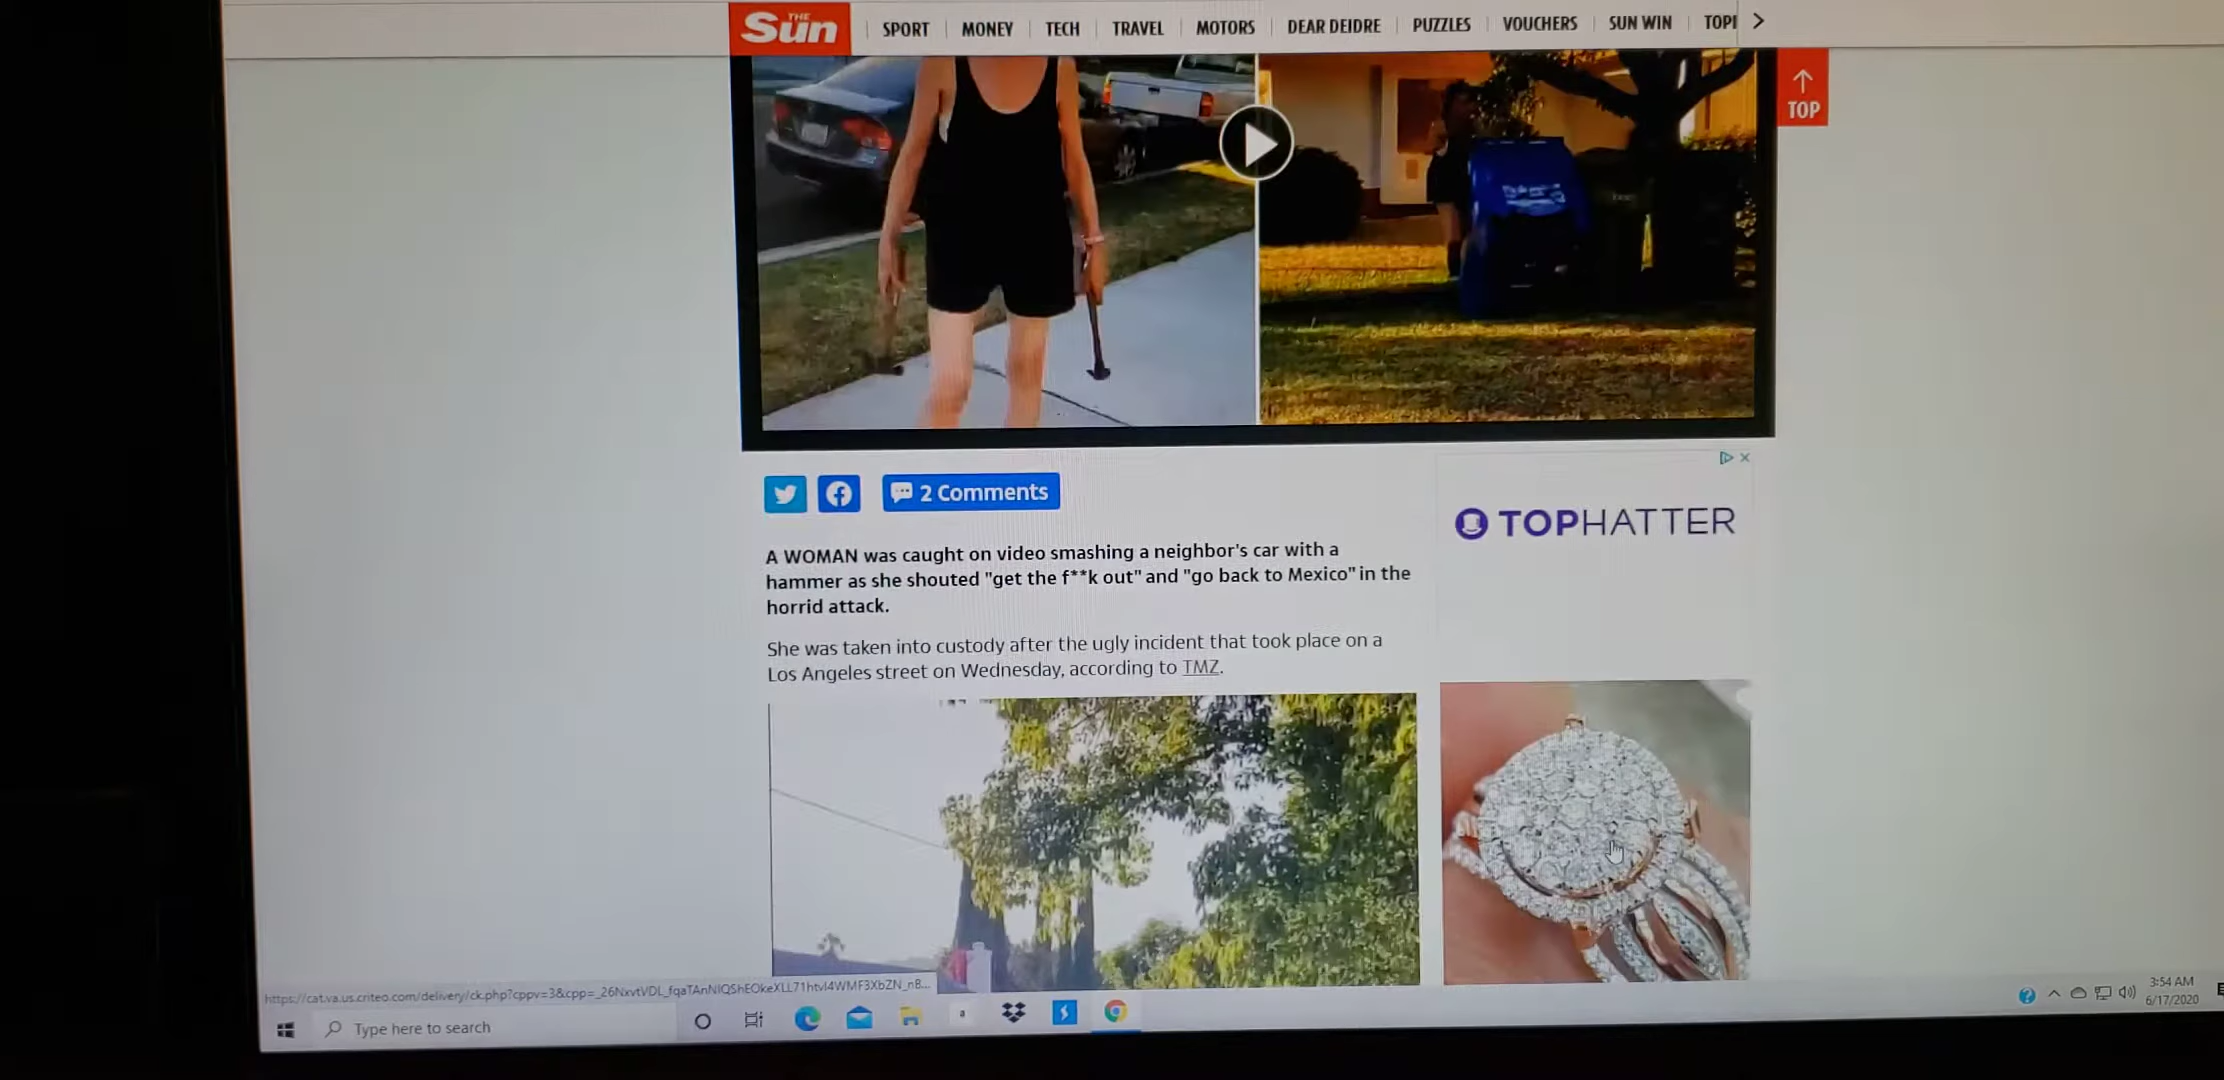 THE Sun
SPORT MONEY TECH TRAVEL MOTORS DEAR DEIDRE PUZZLES VOUCHERS SUN WIN TOPI
TOP
2 Comments
TOPHATTER
A WOMAN was caught on video smashing a neighbor's car with a
hammer as she shouted "get the f**k out" and "go back to Mexico" in the
horrid attack.
She was taken into custody after the ugly incident that took place on a
Los Angeles street on Wednesday, according to TMZ.
Type here to search
a
3:54 AM
6/17/2020